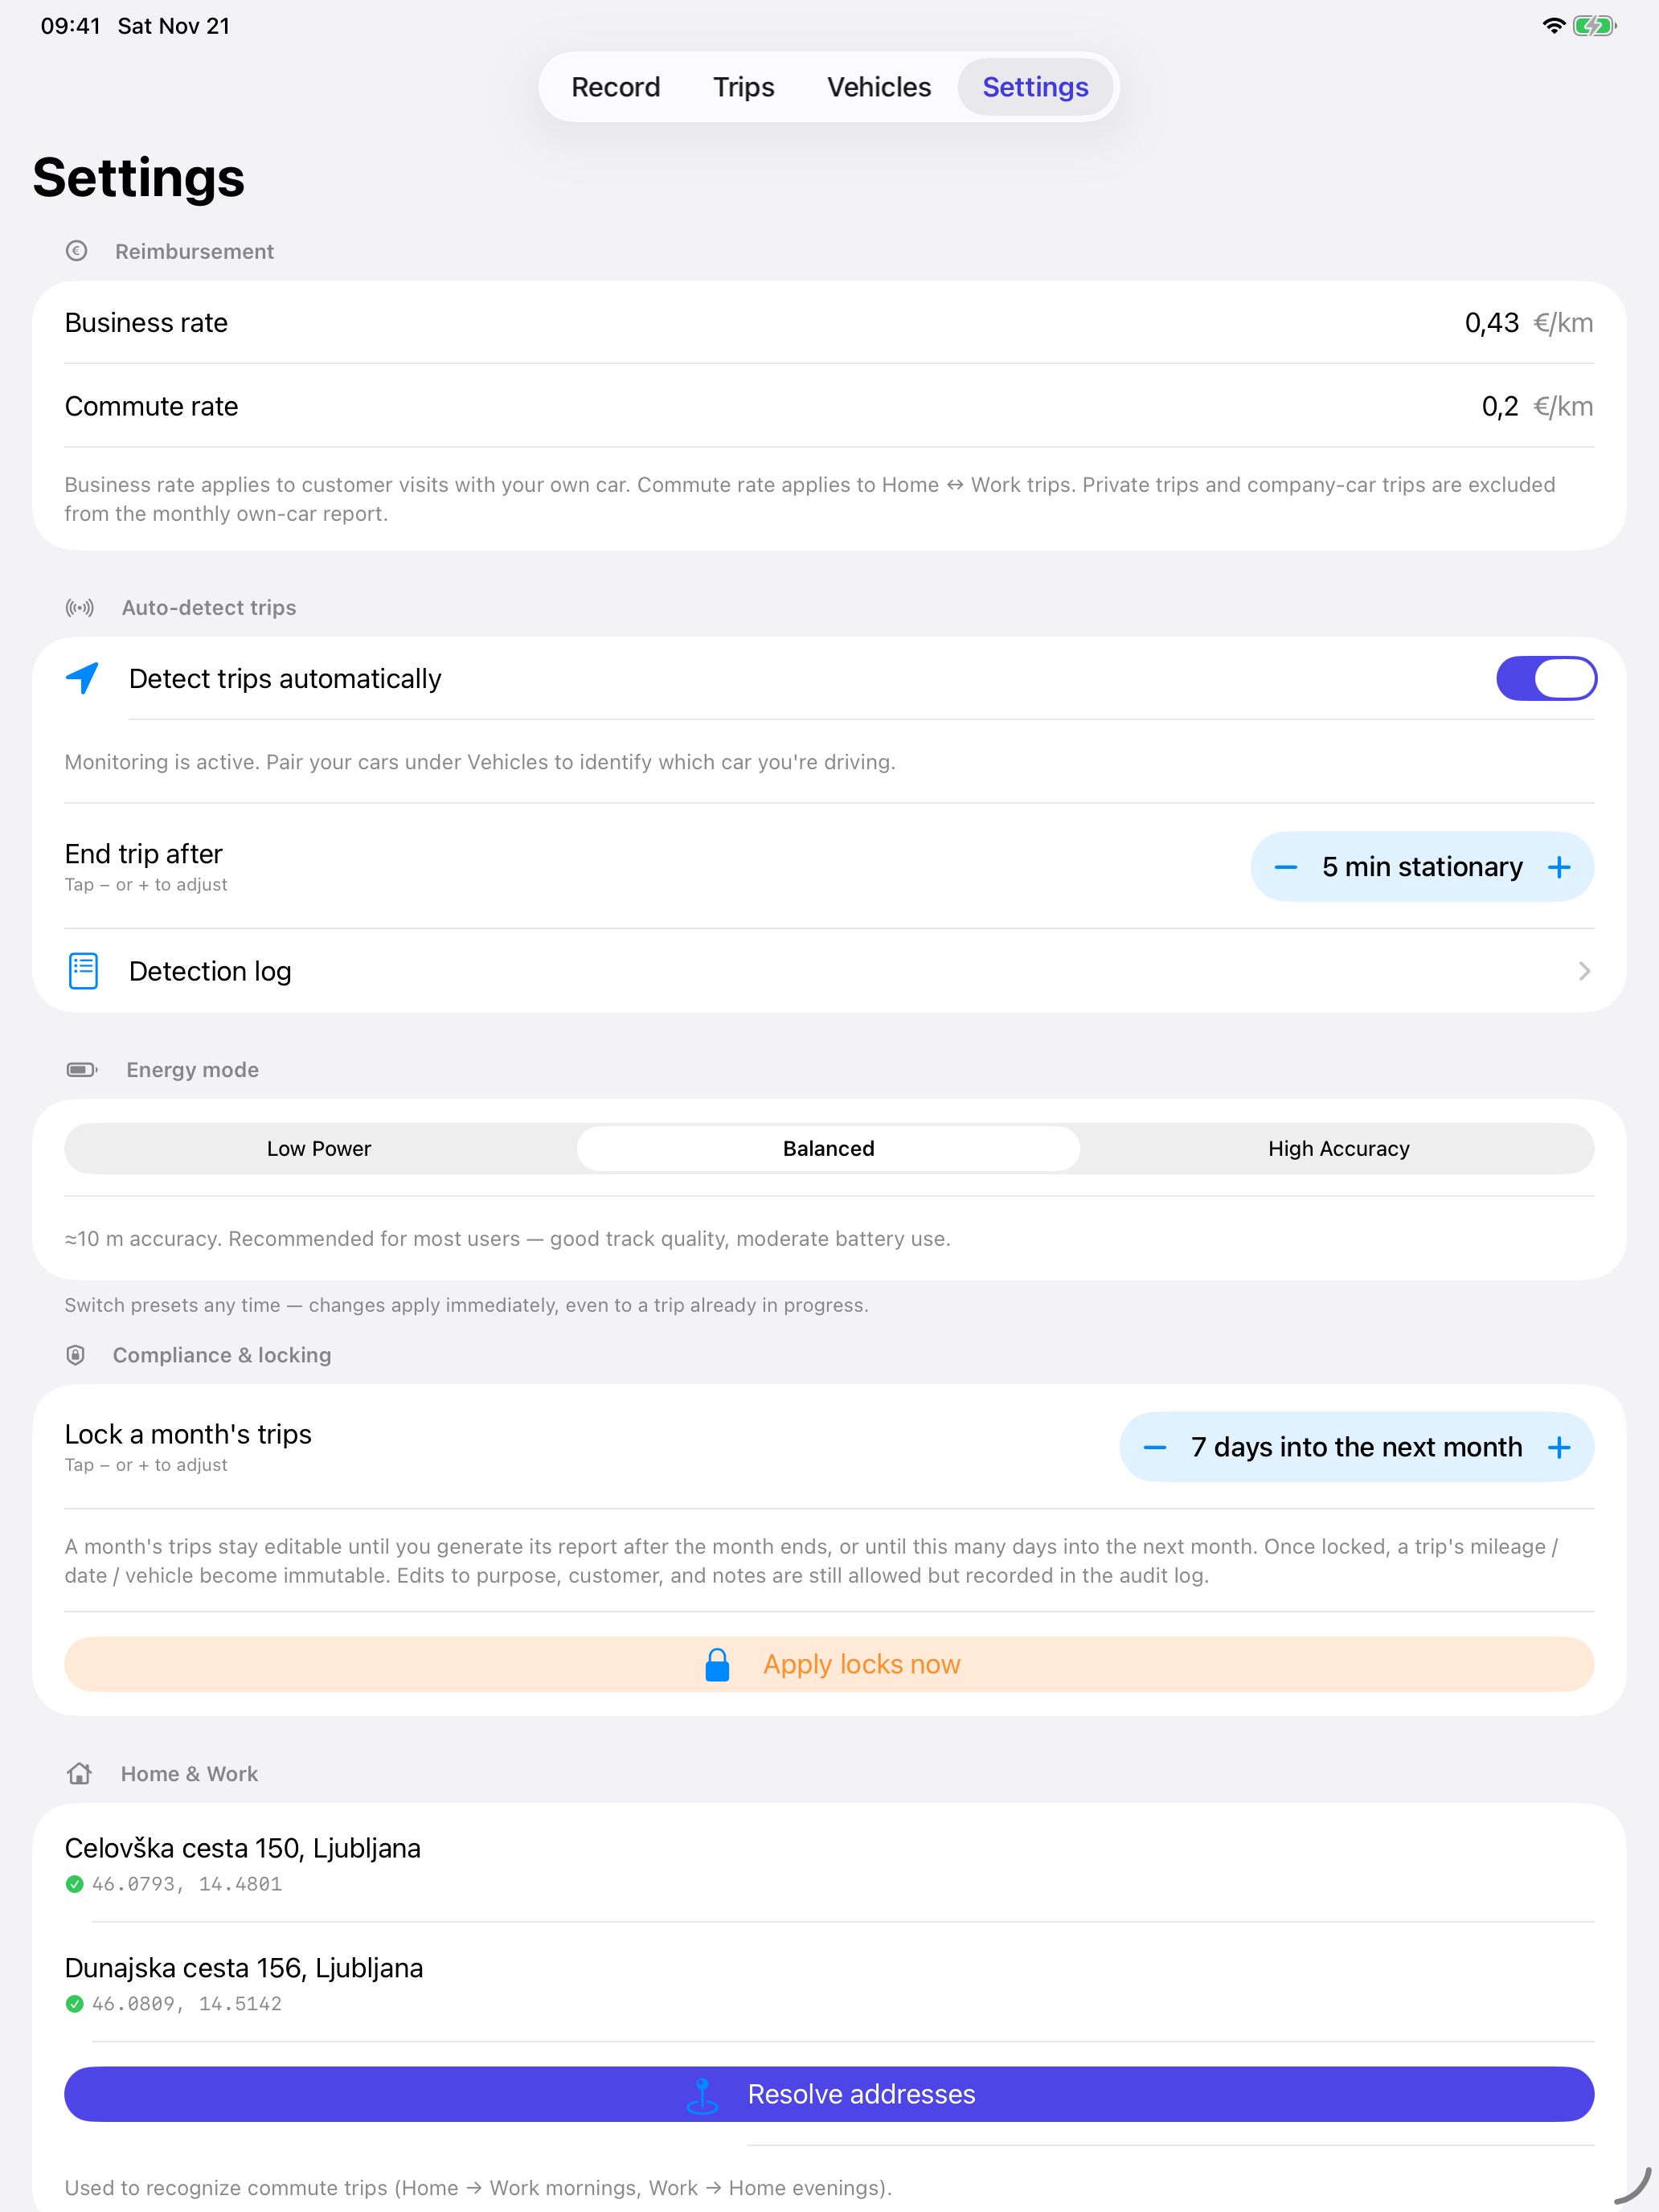 09:41 Sat Nov 21
Record Trips Vehicles Settings
Settings
Reimbursement
Business rate 0,43 €/km
Commute rate 0,2 €/km
Business rate applies to customer visits with your own car. Commute rate applies to Home ↔ Work trips. Private trips and company-car trips are excluded
from the monthly own-car report.
Auto-detect trips
Detect trips automatically
Monitoring is active. Pair your cars under Vehicles to identify which car you're driving.
End trip after
Tap – or + to adjust
− 5 min stationary +
Detection log
Energy mode
Low Power Balanced High Accuracy
≈10 m accuracy. Recommended for most users — good track quality, moderate battery use.
Switch presets any time — changes apply immediately, even to a trip already in progress.
Compliance & locking
Lock a month's trips
Tap – or + to adjust
− 7 days into the next month +
A month's trips stay editable until you generate its report after the month ends, or until this many days into the next month. Once locked, a trip's mileage /
date / vehicle become immutable. Edits to purpose, customer, and notes are still allowed but recorded in the audit log.
Apply locks now
Home & Work
Celovška cesta 150, Ljubljana
46.0793, 14.4801
Dunajska cesta 156, Ljubljana
46.0809, 14.5142
Resolve addresses
Used to recognize commute trips (Home → Work mornings, Work → Home evenings).